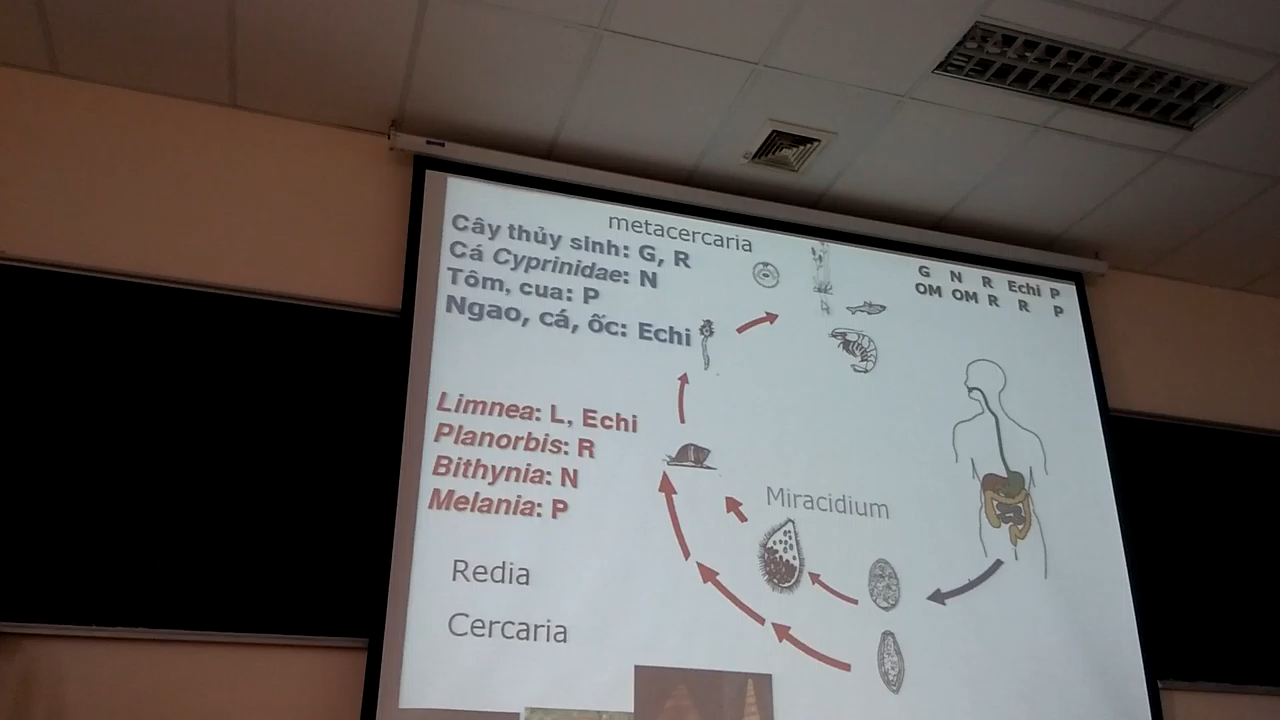 metacercaria
Cây thủy sinh: G, R
Cá Cyprinidae: N
Tôm, cua: P
Ngao, cá, ốc: Echi
G N R Echi P
OM OM R R P
Limnea: L, Echi
Planorbis: R
Bithynia: N
Melania: P
Miracidium
Redia
Cercaria